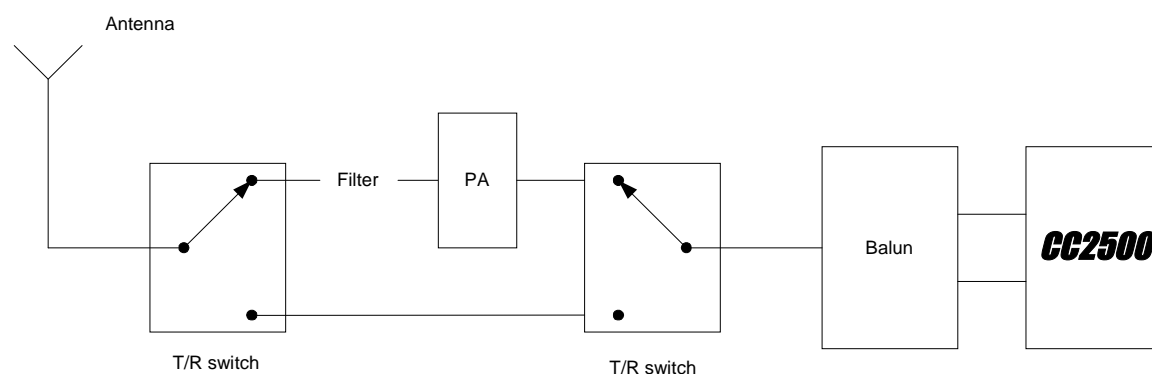 Antenna
Filter
PA
Balun
CC2500
T/R switch
T/R switch